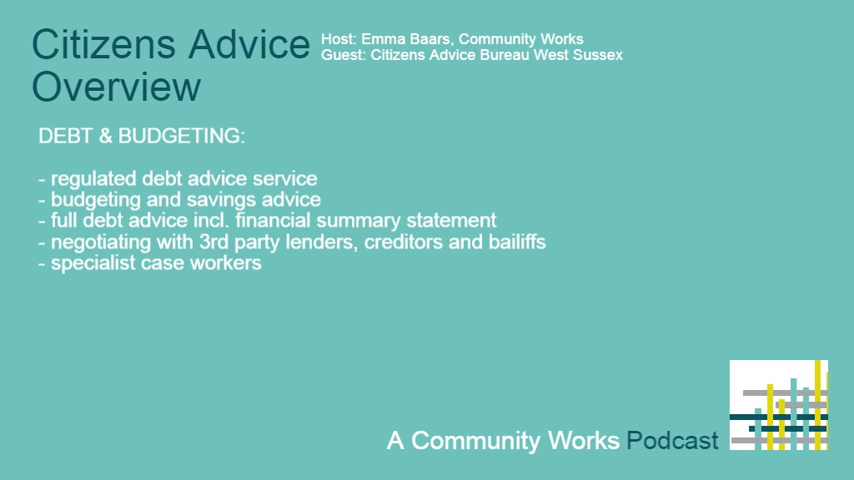 Citizens Advice
Overview
Host: Emma Baars, Community Works
Guest: Citizens Advice Bureau West Sussex
DEBT & BUDGETING:
- regulated debt advice service
- budgeting and savings advice
- full debt advice incl. financial summary statement
- negotiating with 3rd party lenders, creditors and bailiffs
- specialist case workers
A Community Works Podcast